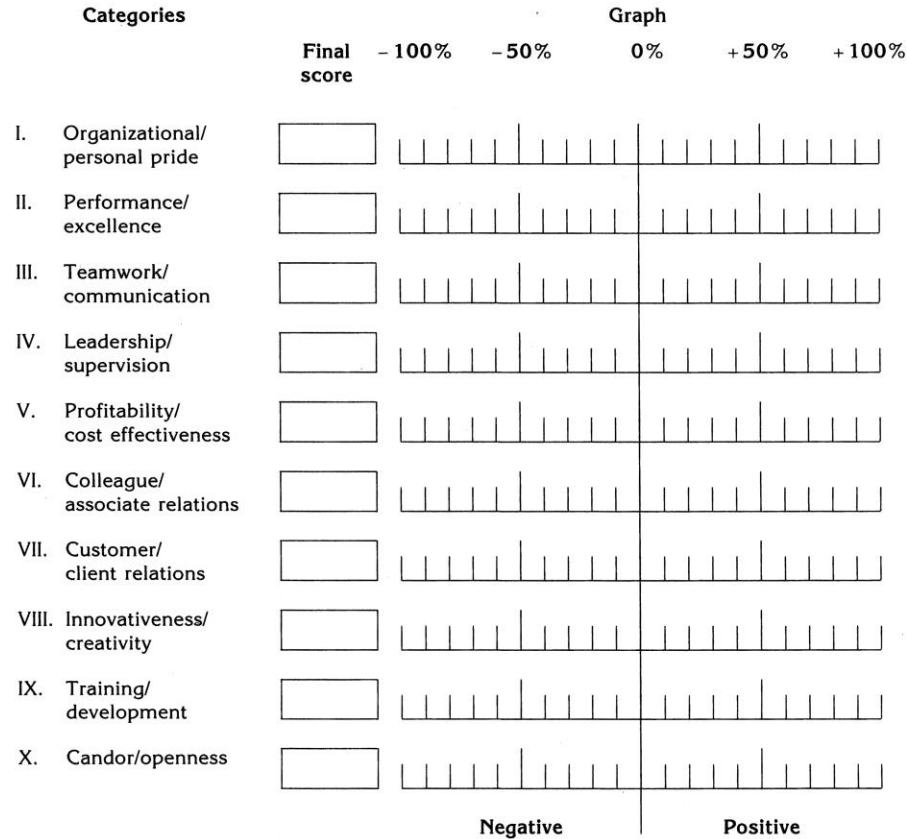 Categories
Graph
Final
score
– 100% – 50% 0% + 50% + 100%
I. Organizational/
personal pride
II. Performance/
excellence
III. Teamwork/
communication
IV. Leadership/
supervision
V. Profitability/
cost effectiveness
VI. Colleague/
associate relations
VII. Customer/
client relations
VIII. Innovativeness/
creativity
IX. Training/
development
X. Candor/openness
Negative Positive